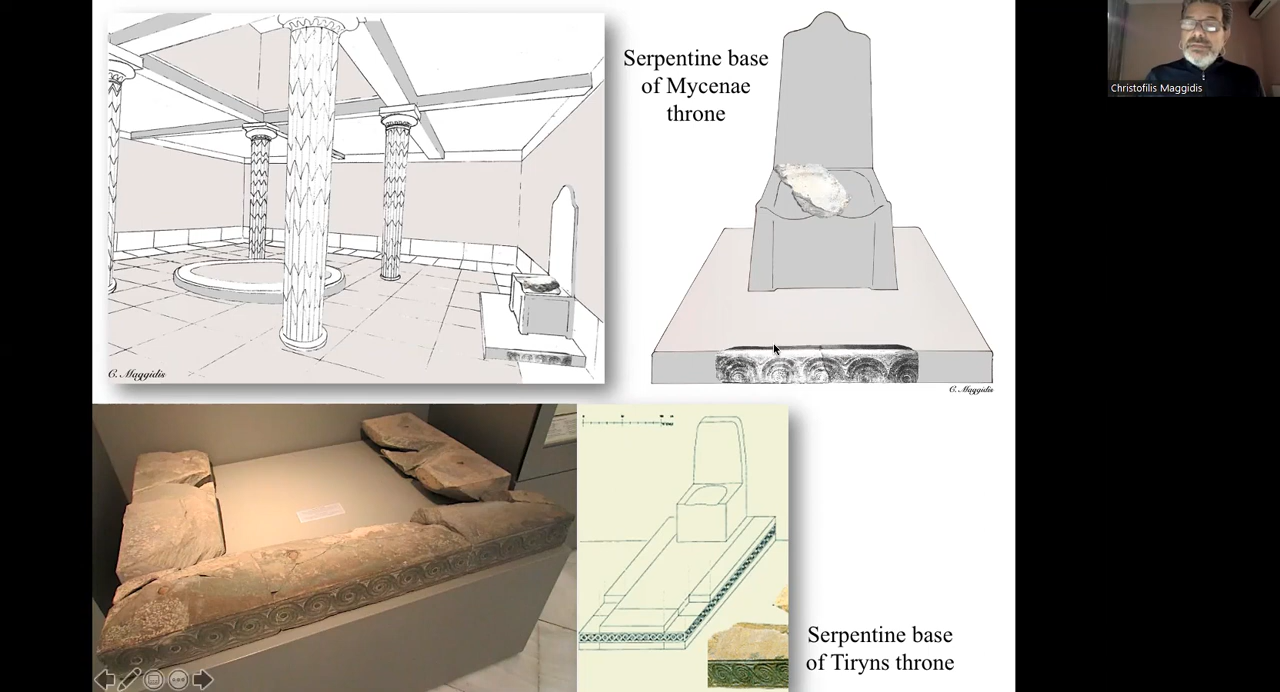 Serpentine base
of Mycenae
throne
Christofilis Maggidis
C. Maggidis
C. Maggidis
Serpentine base
of Tiryns throne